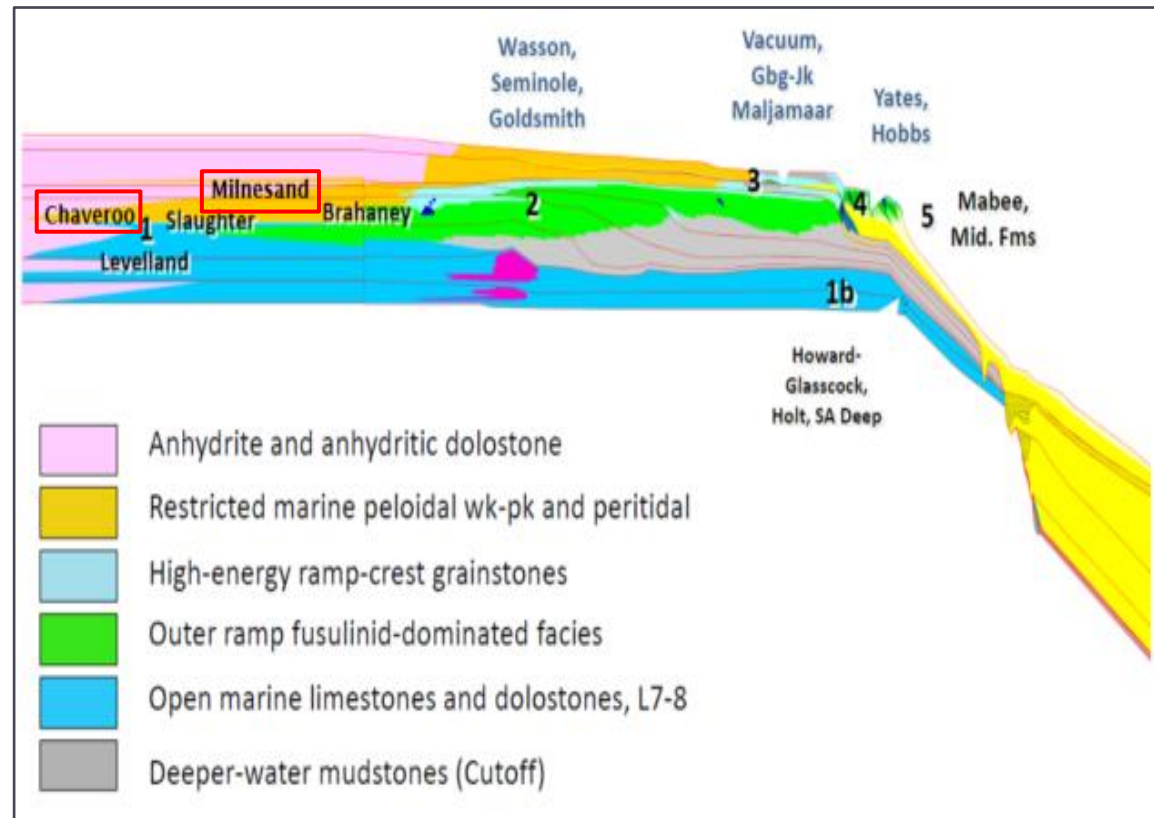 Wasson,
Seminole,
Goldsmith
Vacuum,
Gbg-Jk
Maljamaar
Yates,
Hobbs
Milnesand
Chaveroo
1
Slaughter
Brahaney
2
3
4
5
Mabee,
Mid. Fms
Levelland
1b
Howard-
Glasscock,
Holt, SA Deep
Anhydrite and anhydritic dolostone
Restricted marine peloidal wk-pk and peritidal
High-energy ramp-crest grainstones
Outer ramp fusulinid-dominated facies
Open marine limestones and dolostones, L7-8
Deeper-water mudstones (Cutoff)